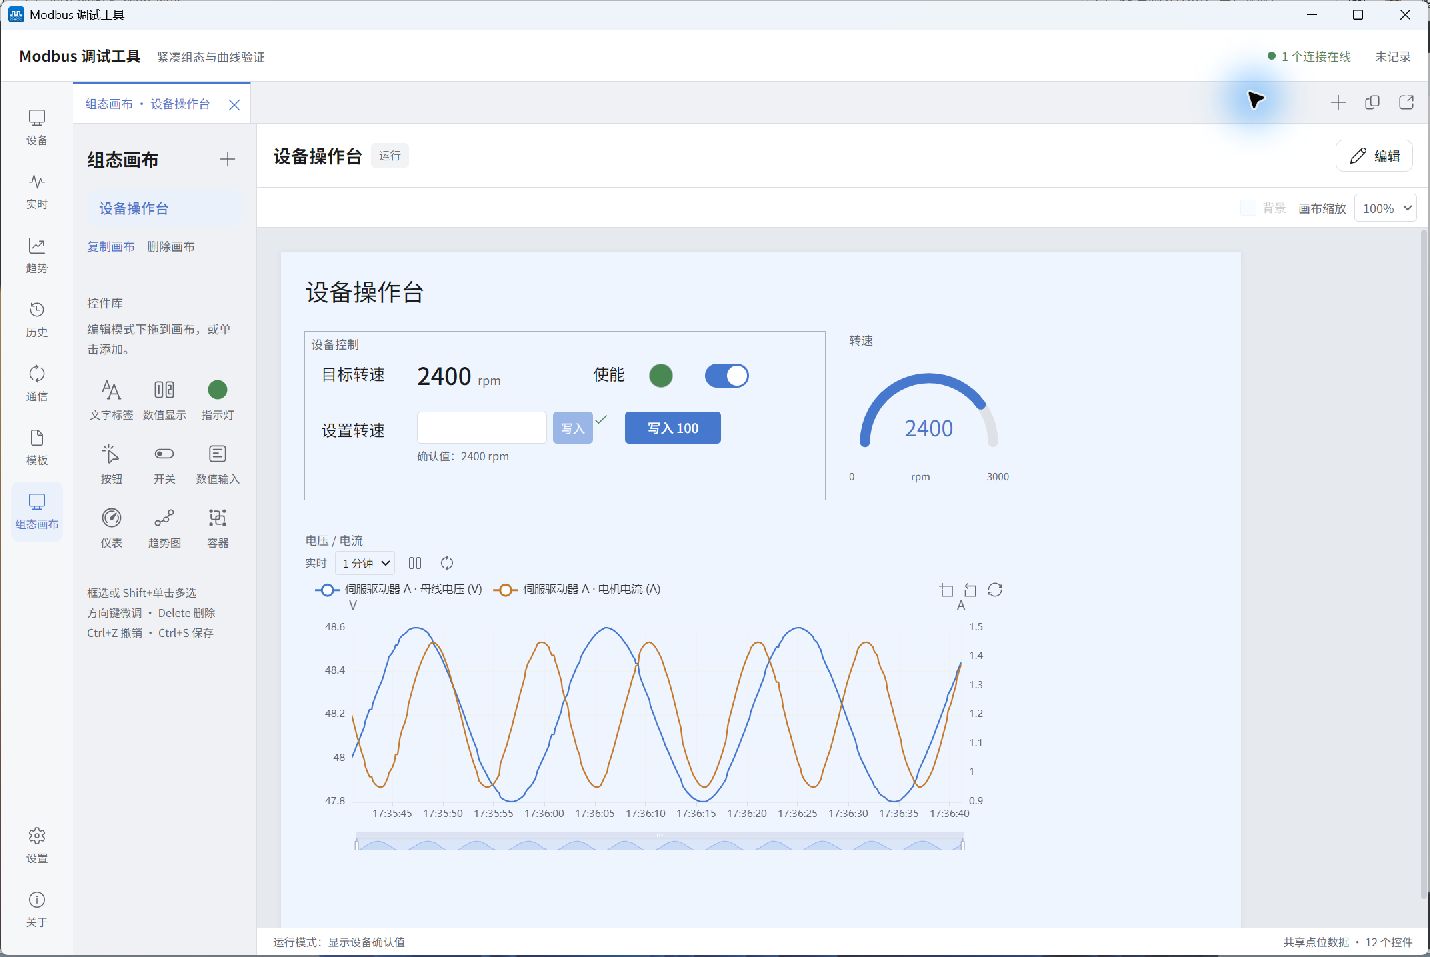 Modbus 调试工具
Modbus 调试工具 紧凑组态与曲线验证
1 个连接在线 未记录
组态画布 · 设备操作台
设备
实时
趋势
历史
通信
模板
组态画布
设置
关于
组态画布
设备操作台
复制画布 删除画布
控件库
编辑模式下拖到画布，或单
击添加。
文字标签 数值显示 指示灯
按钮 开关 数值输入
仪表 趋势图 容器
框选或 Shift+单击多选
方向键微调 · Delete 删除
Ctrl+Z 撤销 · Ctrl+S 保存
设备操作台 运行
编辑
背景 画布缩放 100%
设备操作台
设备控制
目标转速 2400 rpm 使能
设置转速 写入 写入 100
确认值：2400 rpm
转速
2400
0 rpm 3000
电压 / 电流
实时 1 分钟
伺服驱动器 A · 母线电压 (V) 伺服驱动器 A · 电机电流 (A)
V A
48.6 1.5
48.4 1.4
1.3
48.2 1.2
48 1.1
1
47.8 0.9
17:35:45 17:35:50 17:35:55 17:36:00 17:36:05 17:36:10 17:36:15 17:36:20 17:36:25 17:36:30 17:36:35 17:36:40
运行模式：显示设备确认值
共享点位数据 · 12 个控件